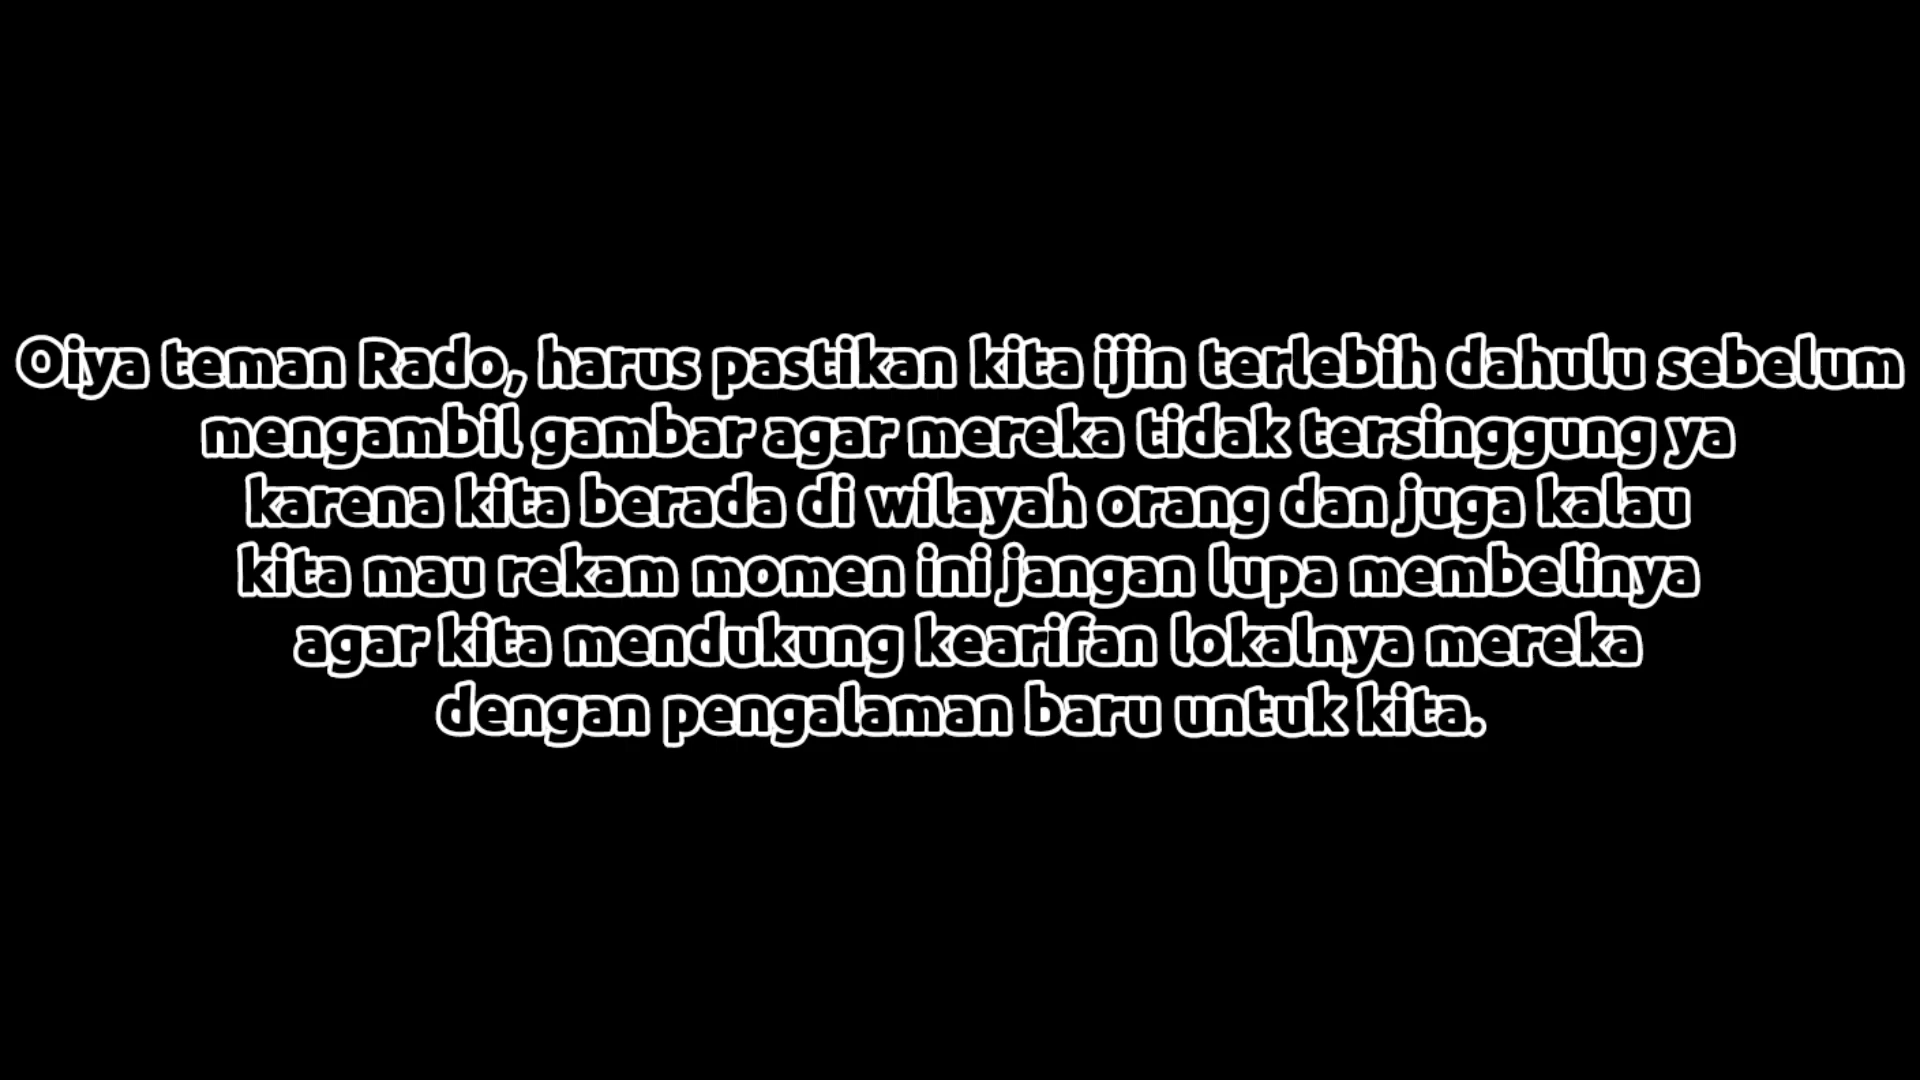 Oiya teman Rado, harus pastikan kita ijin terlebih dahulu sebelum
mengambil gambar agar mereka tidak tersinggung ya
karena kita berada di wilayah orang dan juga kalau
kita mau rekam momen ini jangan lupa membelinya
agar kita mendukung kearifan lokalnya mereka
dengan pengalaman baru untuk kita.